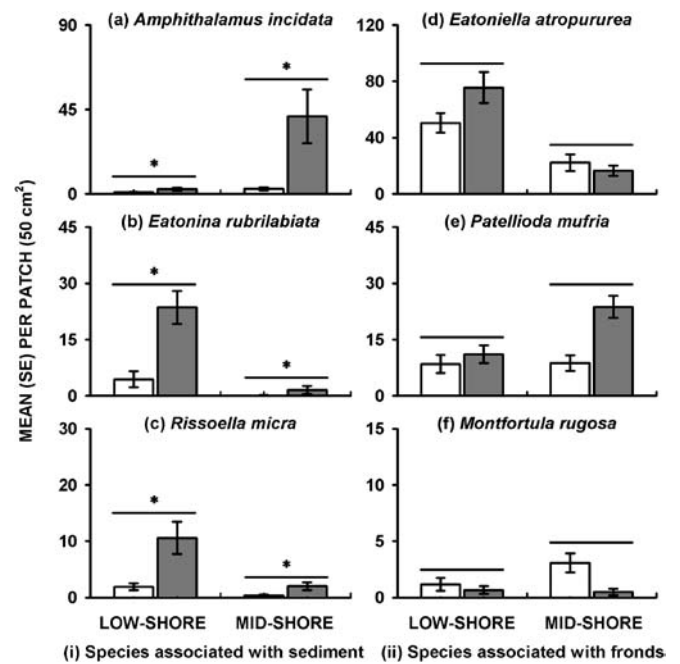 (a) Amphithalamus incidata
90
45
0
*
*
(b) Eatonina rubrilabiata
45
30
15
0
*
*
(c) Rissoella micra
30
20
10
0
*
*
LOW-SHORE MID-SHORE
(i) Species associated with sediment
(d) Eatoniella atropururea
120
80
40
0
(e) Patellioda mufria
45
30
15
0
(f) Montfortula rugosa
15
10
5
0
LOW-SHORE MID-SHORE
(ii) Species associated with fronds
MEAN (SE) PER PATCH (50 cm²)